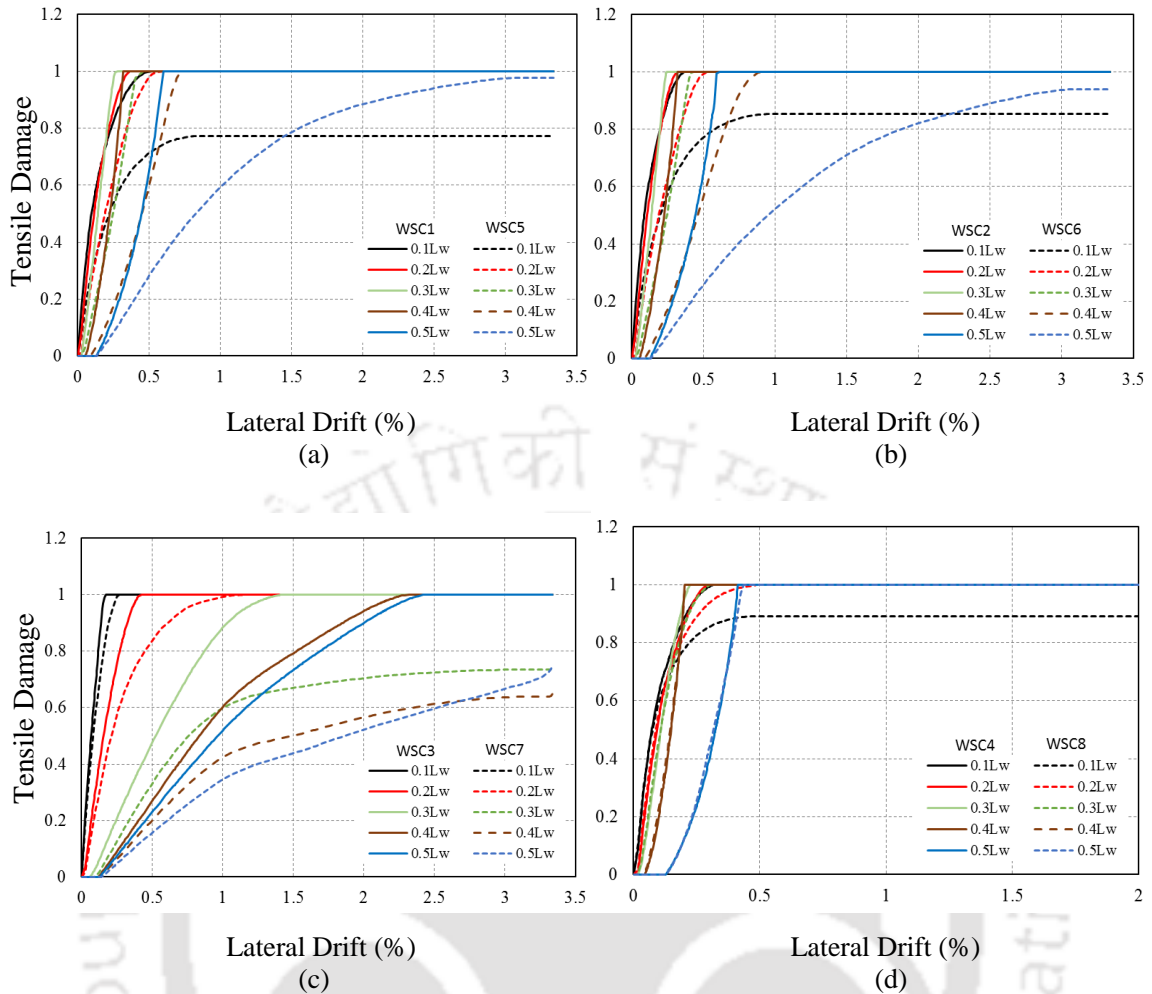 1.2
1
0.8
0.6
0.4
0.2
0
0 0.5 1 1.5 2 2.5 3 3.5
Tensile Damage
WSC1 WSC5
0.1Lw 0.1Lw
0.2Lw 0.2Lw
0.3Lw 0.3Lw
0.4Lw 0.4Lw
0.5Lw 0.5Lw
Lateral Drift (%)
(a)
1.2
1
0.8
0.6
0.4
0.2
0
0 0.5 1 1.5 2 2.5 3 3.5
WSC2 WSC6
0.1Lw 0.1Lw
0.2Lw 0.2Lw
0.3Lw 0.3Lw
0.4Lw 0.4Lw
0.5Lw 0.5Lw
Lateral Drift (%)
(b)
1.2
1
0.8
0.6
0.4
0.2
0
0 0.5 1 1.5 2 2.5 3 3.5
Tensile Damage
WSC3 WSC7
0.1Lw 0.1Lw
0.2Lw 0.2Lw
0.3Lw 0.3Lw
0.4Lw 0.4Lw
0.5Lw 0.5Lw
Lateral Drift (%)
(c)
1.2
1
0.8
0.6
0.4
0.2
0
0 0.5 1 1.5 2
WSC4 WSC8
0.1Lw 0.1Lw
0.2Lw 0.2Lw
0.3Lw 0.3Lw
0.4Lw 0.4Lw
0.5Lw 0.5Lw
Lateral Drift (%)
(d)